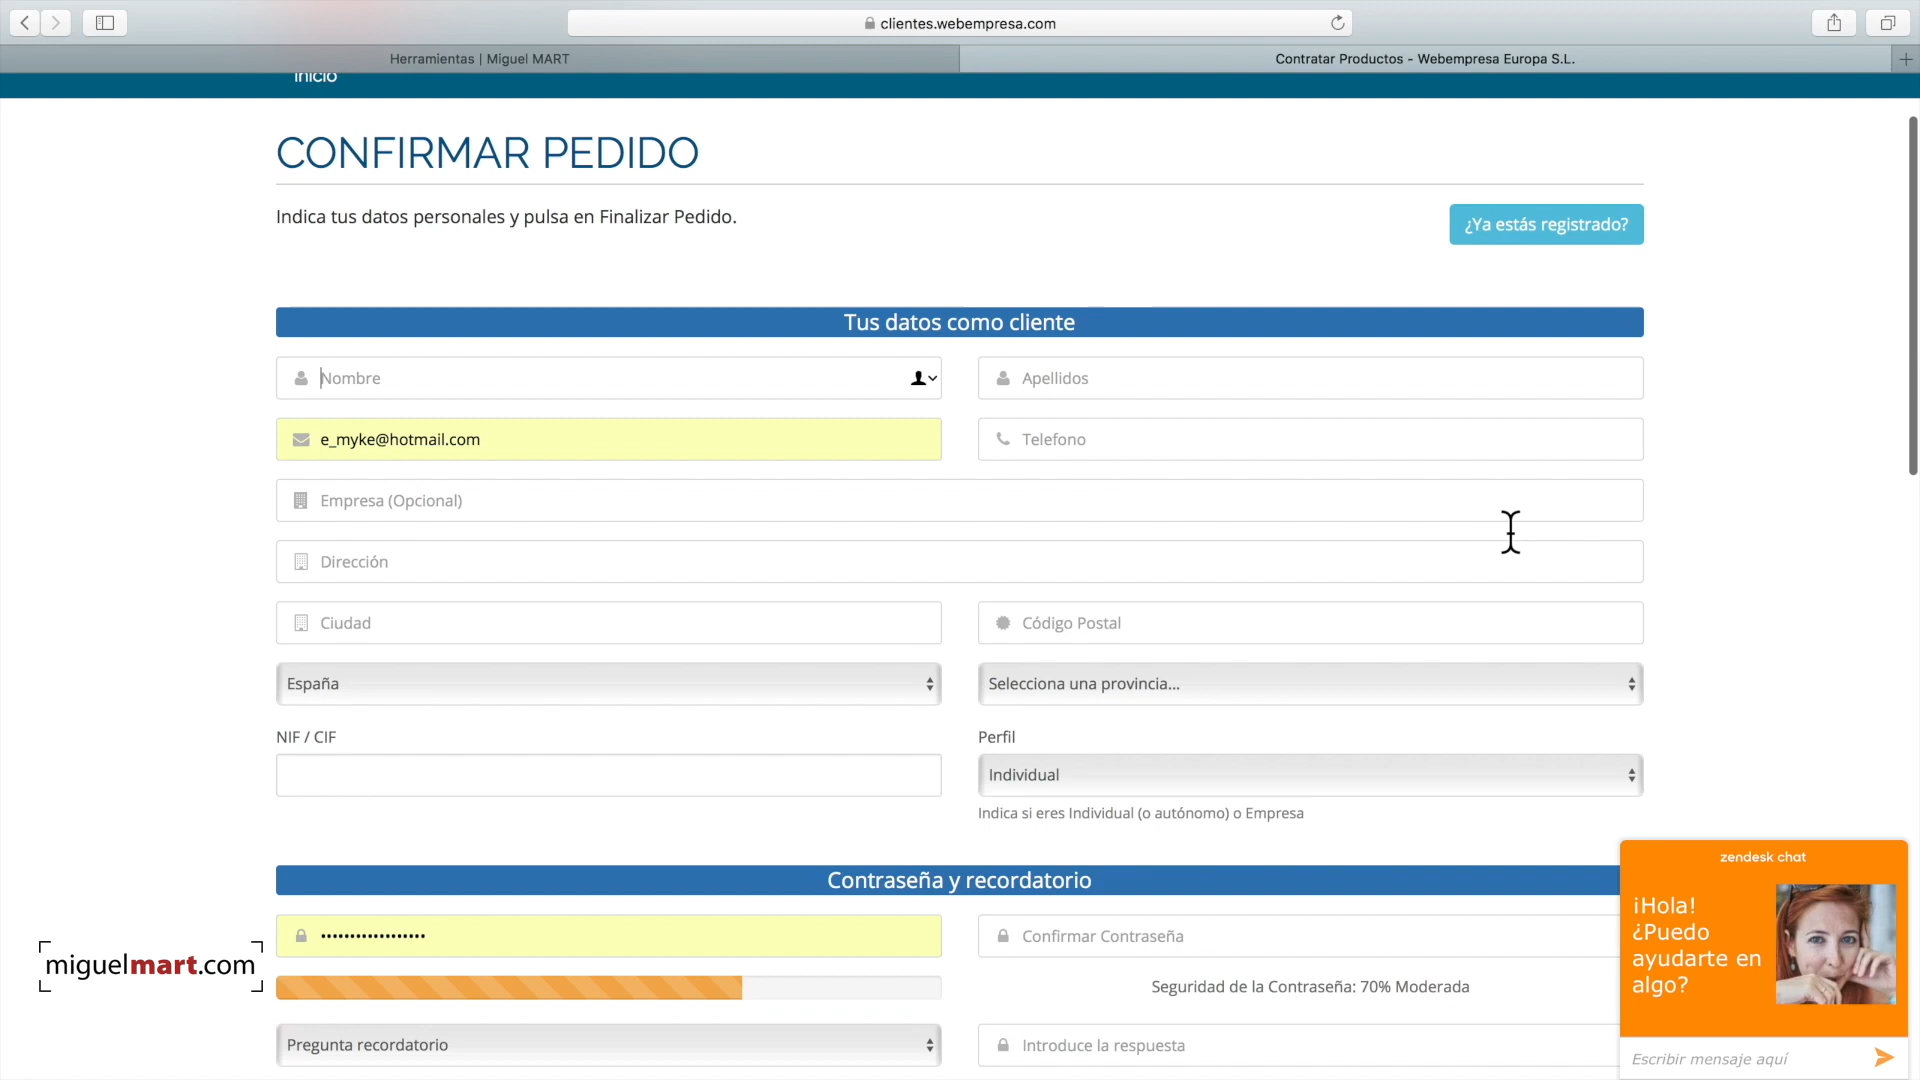 clientes.webempresa.com
Herramientas | Miguel MART
Contratar Productos - Webempresa Europa S.L.
Inicio
CONFIRMAR PEDIDO
Indica tus datos personales y pulsa en Finalizar Pedido.
¿Ya estás registrado?
Tus datos como cliente
Nombre
Apellidos
e_myke@hotmail.com
Telefono
Empresa (Opcional)
Dirección
Ciudad
Código Postal
España
Selecciona una provincia...
NIF / CIF
Perfil
Individual
Indica si eres Individual (o autónomo) o Empresa
Contraseña y recordatorio
••••••••••••••••••
Confirmar Contraseña
Seguridad de la Contraseña: 70% Moderada
Pregunta recordatorio
Introduce la respuesta
miguelmart.com
zendesk chat
¡Hola!
¿Puedo
ayudarte en
algo?
Escribir mensaje aquí